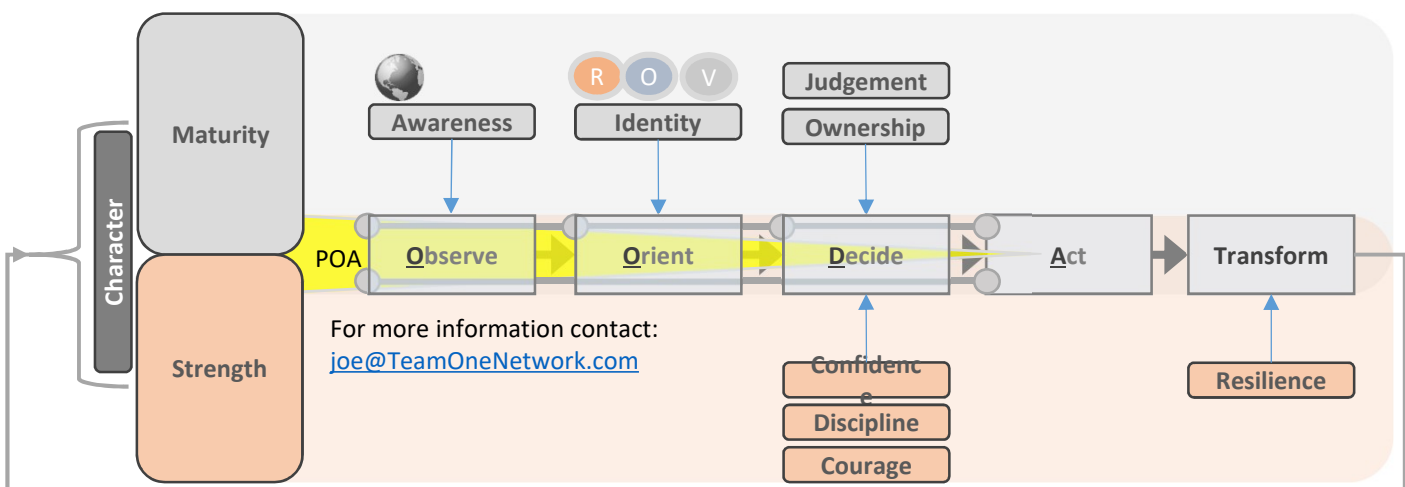 R O V
Judgement
Awareness
Identity
Ownership
Maturity
Character
POA
Observe
Orient
Decide
Act
Transform
For more information contact:
joe@TeamOneNetwork.com
Strength
Confidenc
e
Resilience
Discipline
Courage